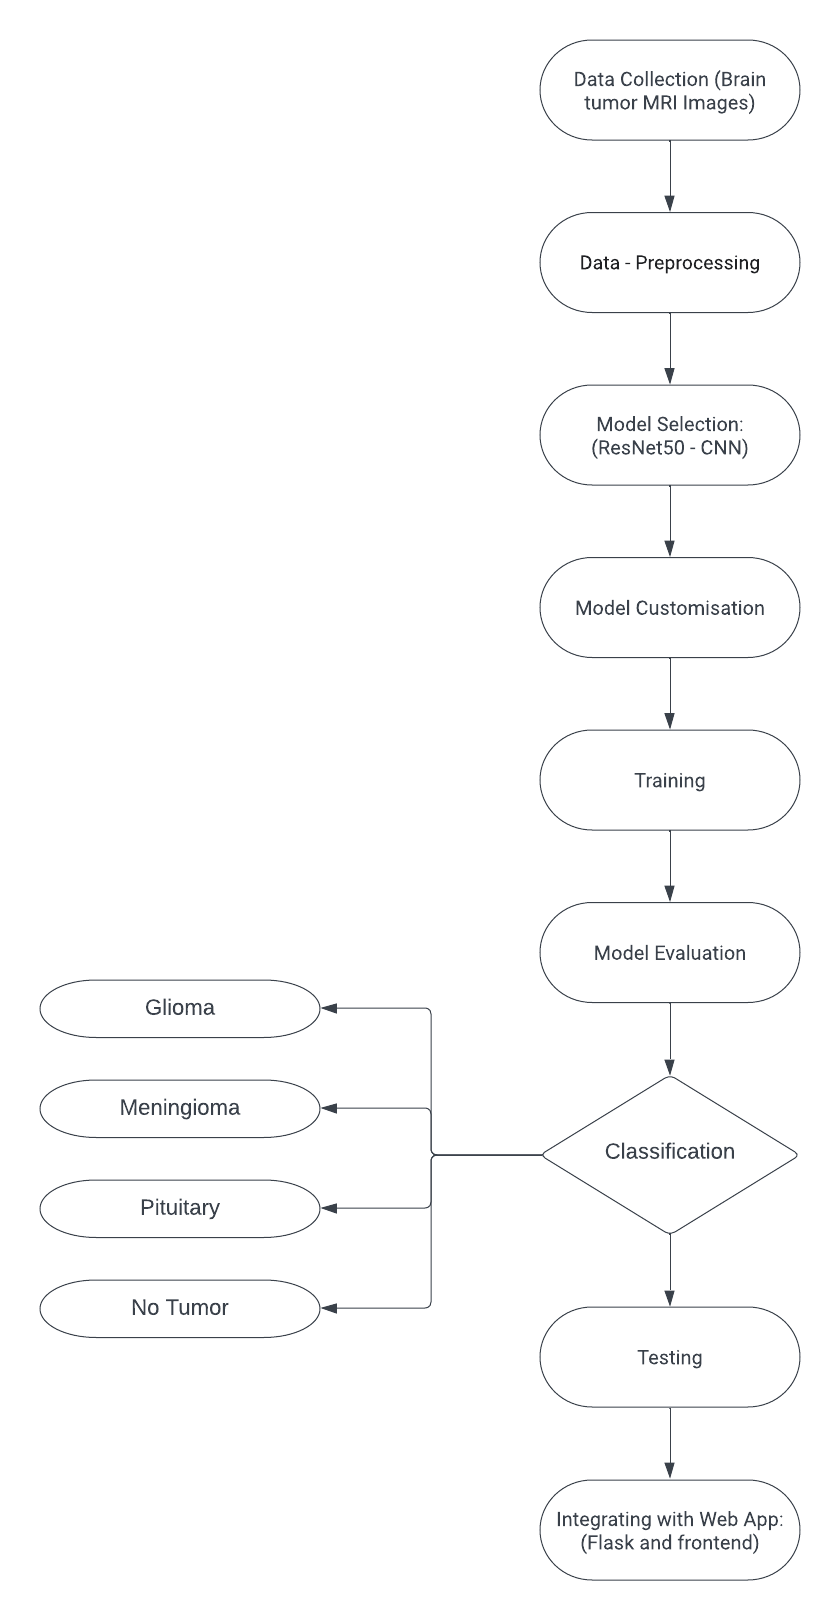 Data Collection (Brain
tumor MRI Images)
Data - Preprocessing
Model Selection:
(ResNet50 - CNN)
Model Customisation
Training
Model Evaluation
Classification
Glioma
Meningioma
Pituitary
No Tumor
Testing
Integrating with Web App:
(Flask and frontend)